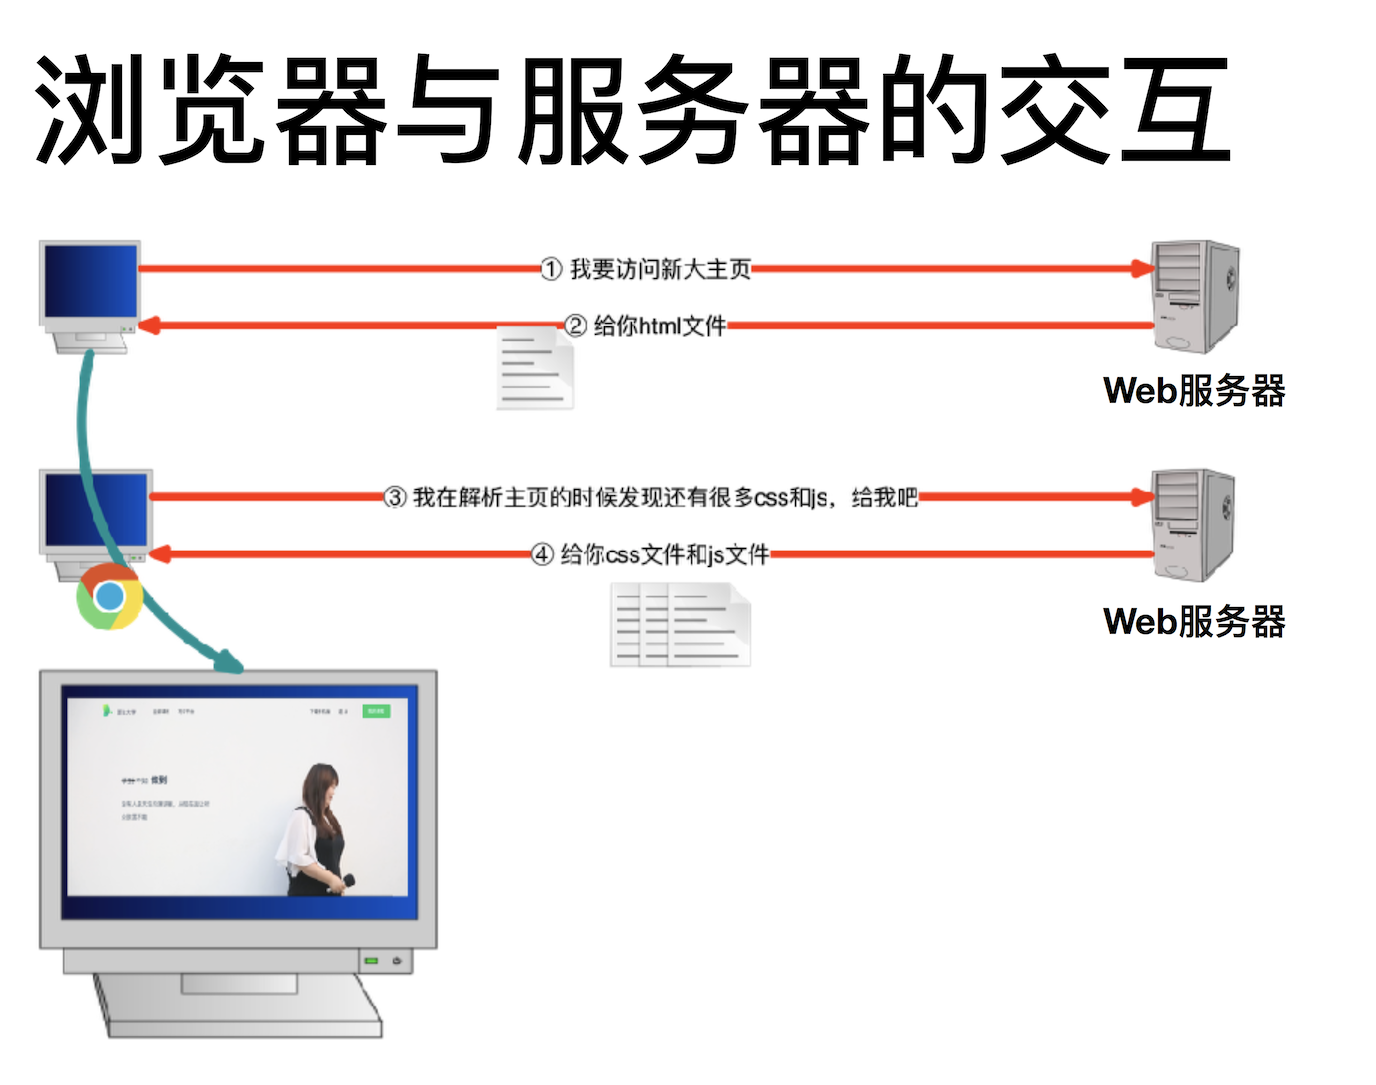 浏览器与服务器的交互
① 我要访问新大主页
② 给你html文件
Web服务器
③ 我在解析主页的时候发现还有很多css和js，给我吧
④ 给你css文件和js文件
Web服务器
做到